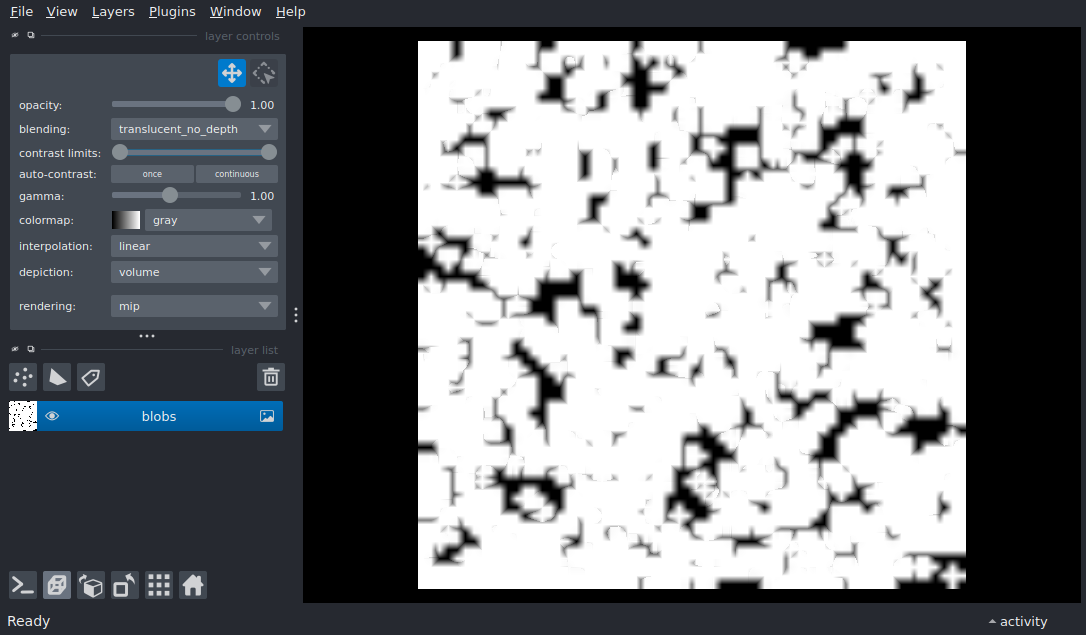 File View Layers Plugins Window Help
layer controls
opacity: 1.00
blending: translucent_no_depth
contrast limits:
auto-contrast: once continuous
gamma: 1.00
colormap: gray
interpolation: linear
depiction: volume
rendering: mip
layer list
blobs
Ready activity